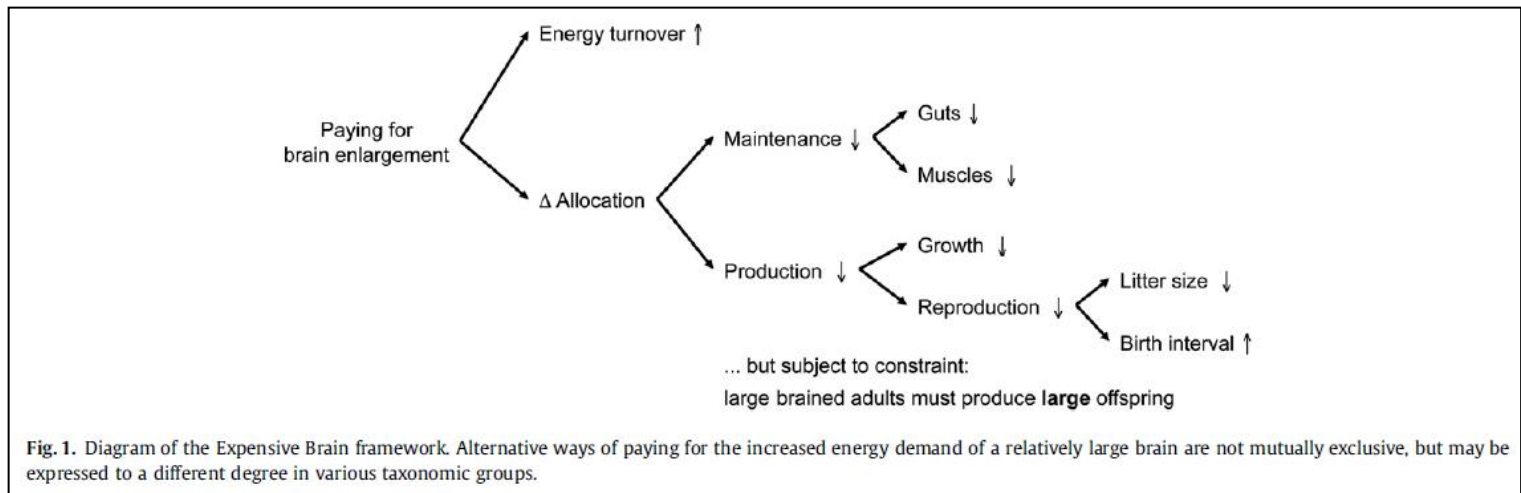 Energy turnover ↑
Paying for
brain enlargement
Δ Allocation
Maintenance ↓
Guts ↓
Muscles ↓
Production ↓
Growth ↓
Reproduction ↓
Litter size ↓
Birth interval ↑
... but subject to constraint:
large brained adults must produce large offspring
Fig. 1. Diagram of the Expensive Brain framework. Alternative ways of paying for the increased energy demand of a relatively large brain are not mutually exclusive, but may be
expressed to a different degree in various taxonomic groups.